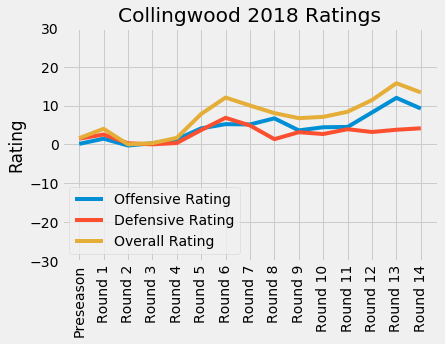 Collingwood 2018 Ratings
Rating
30
20
10
0
−10
−20
−30
Offensive Rating
Defensive Rating
Overall Rating
Preseason
Round 1
Round 2
Round 3
Round 4
Round 5
Round 6
Round 7
Round 8
Round 9
Round 10
Round 11
Round 12
Round 13
Round 14